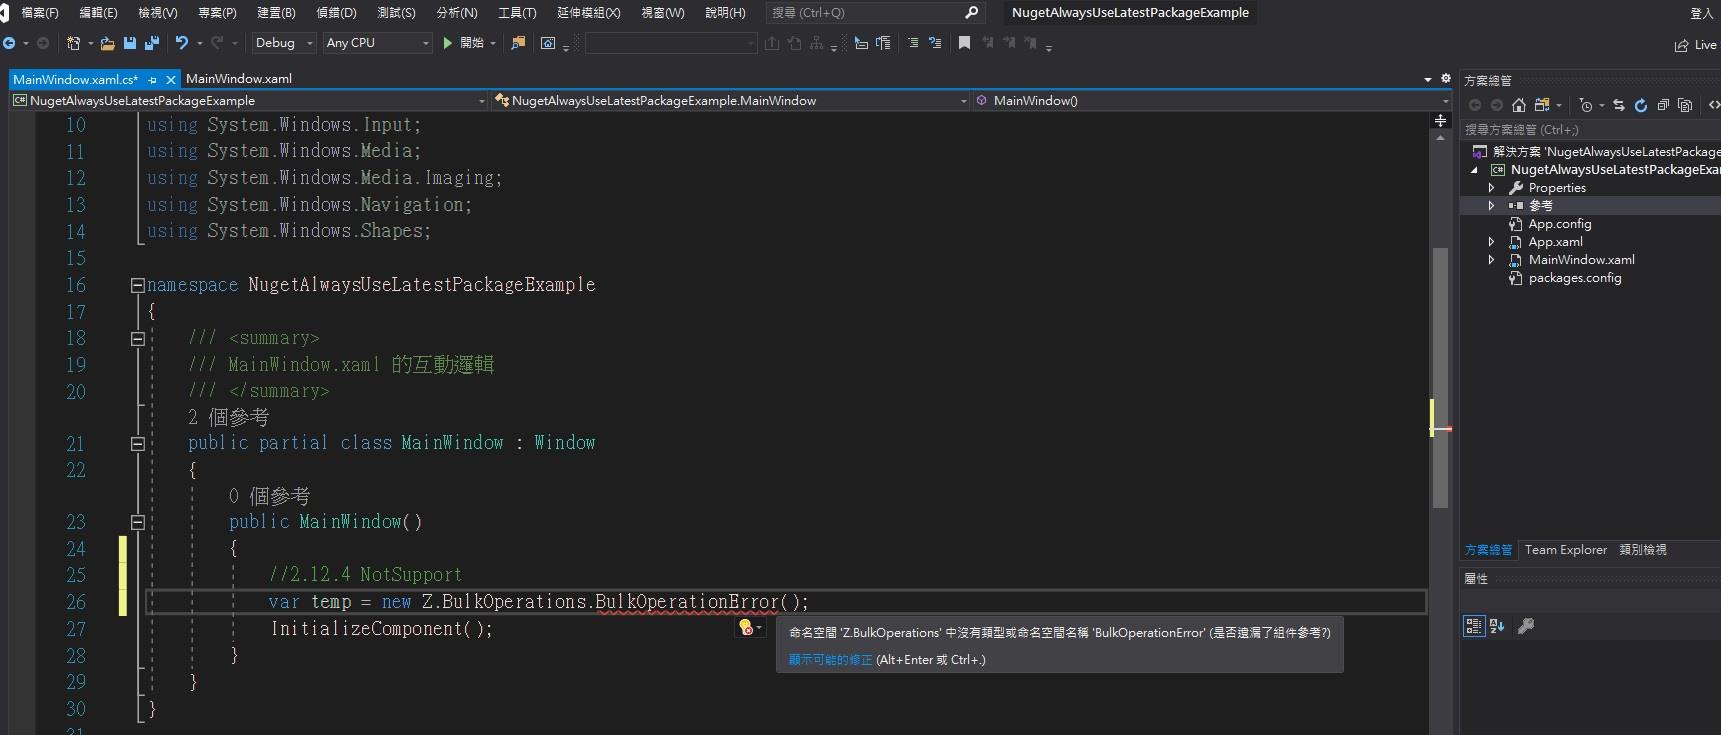 檔案(F) 編輯(E) 檢視(V) 專案(P) 建置(B) 偵錯(D) 測試(S) 分析(N) 工具(T) 延伸模組(X) 視窗(W) 說明(H) 搜尋 (Ctrl+Q) NugetAlwaysUseLatestPackageExample 登入
Debug Any CPU 開始 Live
MainWindow.xaml.cs* MainWindow.xaml
NugetAlwaysUseLatestPackageExample NugetAlwaysUseLatestPackageExample.MainWindow MainWindow()
10 using System.Windows.Input;
11 using System.Windows.Media;
12 using System.Windows.Media.Imaging;
13 using System.Windows.Navigation;
14 using System.Windows.Shapes;
15
16 namespace NugetAlwaysUseLatestPackageExample
17 {
18 /// <summary>
19 /// MainWindow.xaml 的互動邏輯
20 /// </summary>
2 個參考
21 public partial class MainWindow : Window
22 {
0 個參考
23 public MainWindow()
24 {
25 //2.12.4 NotSupport
26 var temp = new Z.BulkOperations.BulkOperationError();
27 InitializeComponent();
28 }
29 }
30 }
31
命名空間 'Z.BulkOperations' 中沒有類型或命名空間名稱 'BulkOperationError' (是否遺漏了組件參考?)
顯示可能的修正 (Alt+Enter 或 Ctrl+.)
方案總管
搜尋方案總管 (Ctrl+;)
解決方案 'NugetAlwaysUseLatestPackage
NugetAlwaysUseLatestPackageExa
Properties
參考
App.config
App.xaml
MainWindow.xaml
packages.config
方案總管 Team Explorer 類別檢視
屬性